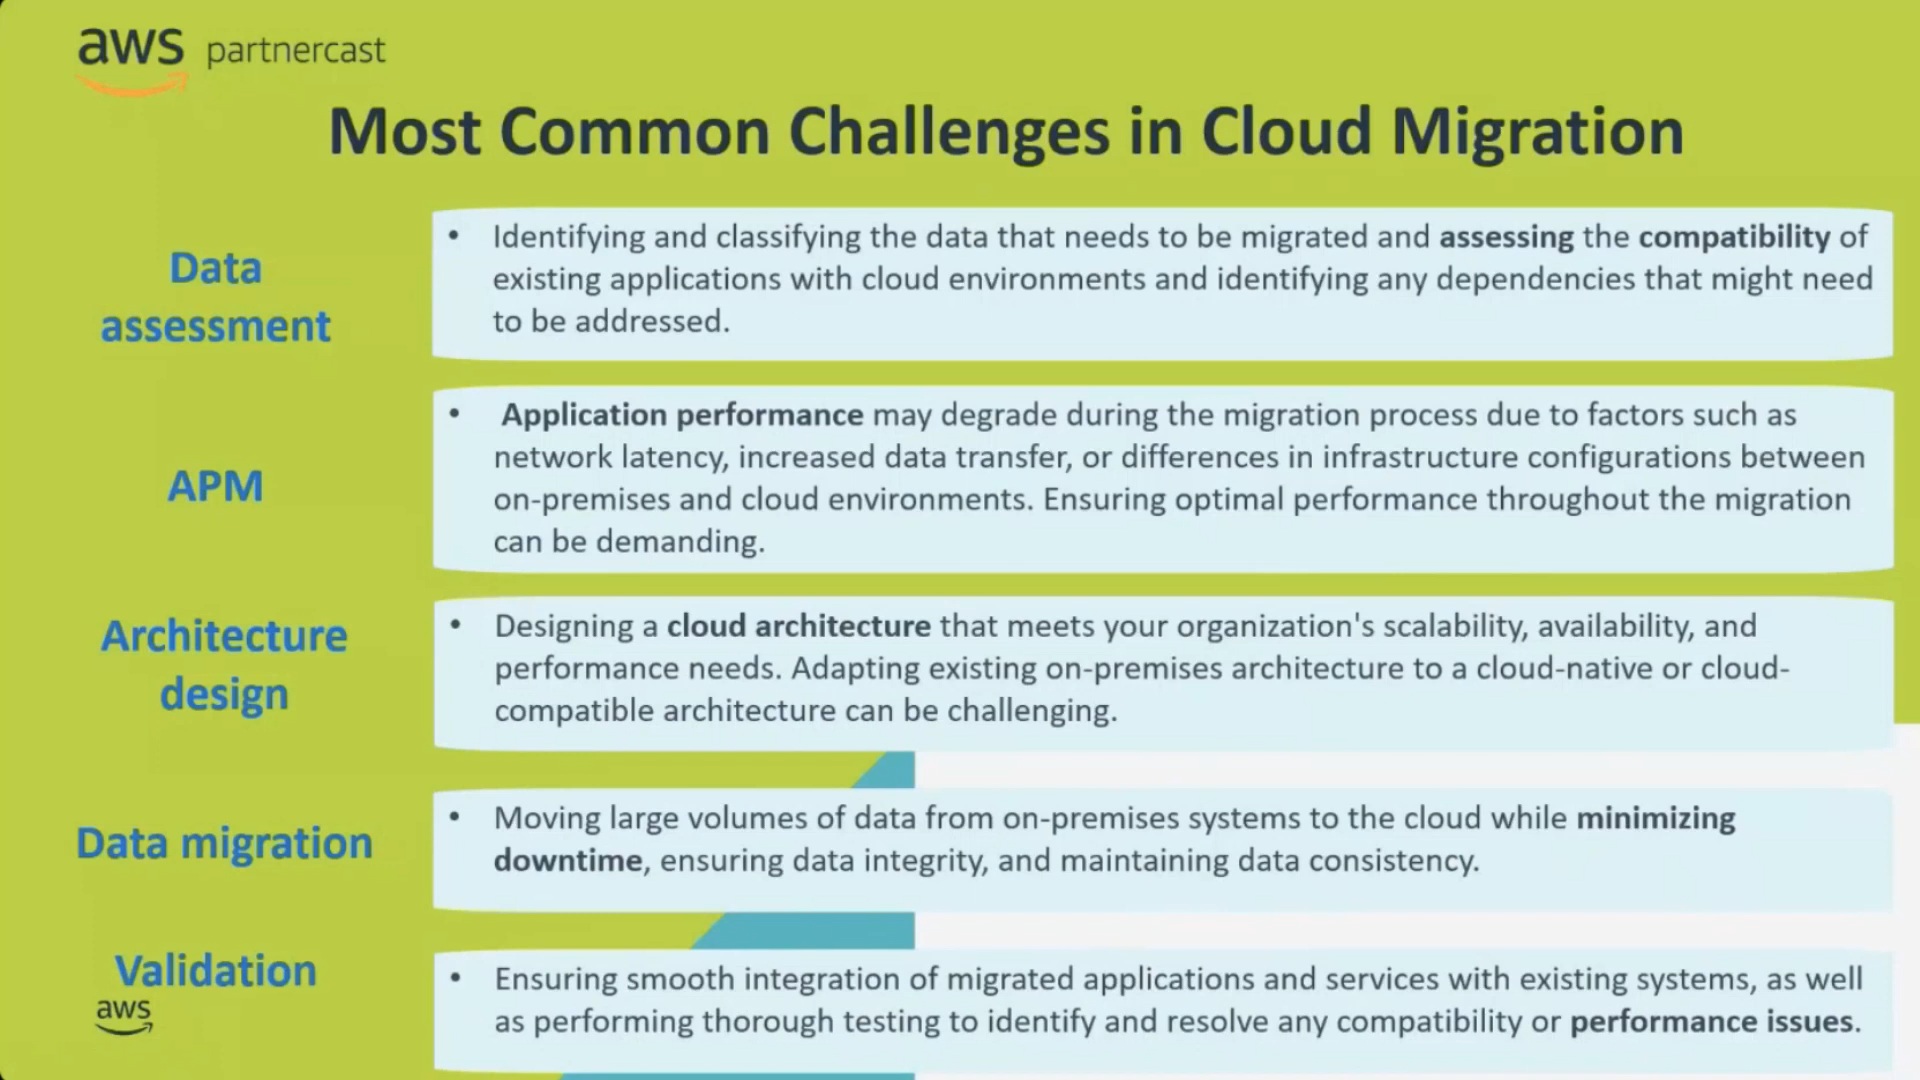 aws partnercast
Most Common Challenges in Cloud Migration
Data
assessment
• Identifying and classifying the data that needs to be migrated and assessing the compatibility of
existing applications with cloud environments and identifying any dependencies that might need
to be addressed.
APM
• Application performance may degrade during the migration process due to factors such as
network latency, increased data transfer, or differences in infrastructure configurations between
on-premises and cloud environments. Ensuring optimal performance throughout the migration
can be demanding.
Architecture
design
• Designing a cloud architecture that meets your organization's scalability, availability, and
performance needs. Adapting existing on-premises architecture to a cloud-native or cloud-
compatible architecture can be challenging.
Data migration
• Moving large volumes of data from on-premises systems to the cloud while minimizing
downtime, ensuring data integrity, and maintaining data consistency.
Validation
• Ensuring smooth integration of migrated applications and services with existing systems, as well
as performing thorough testing to identify and resolve any compatibility or performance issues.
aws